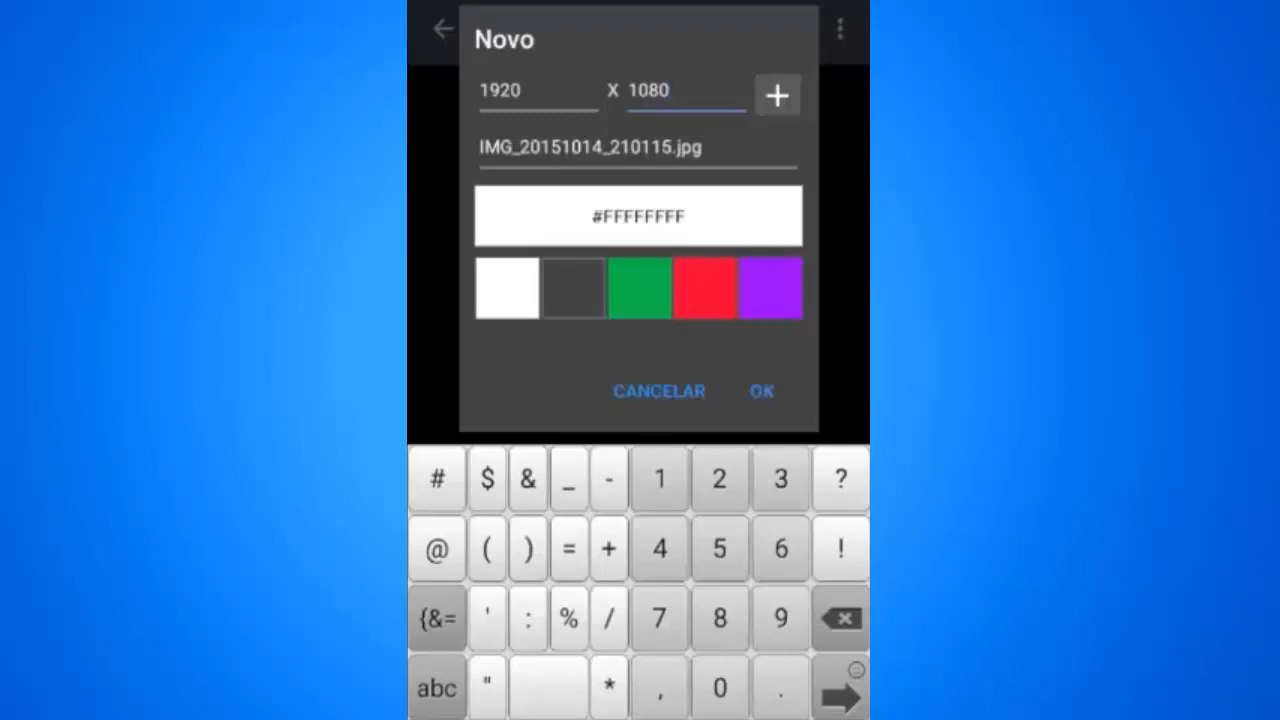 Novo
1920 X 1080 +
IMG_20151014_210115.jpg
#FFFFFFFF
CANCELAR OK
# $ & _ - 1 2 3 ?
@ ( ) = + 4 5 6 !
{&= ' : % / 7 8 9
abc " * , 0 .